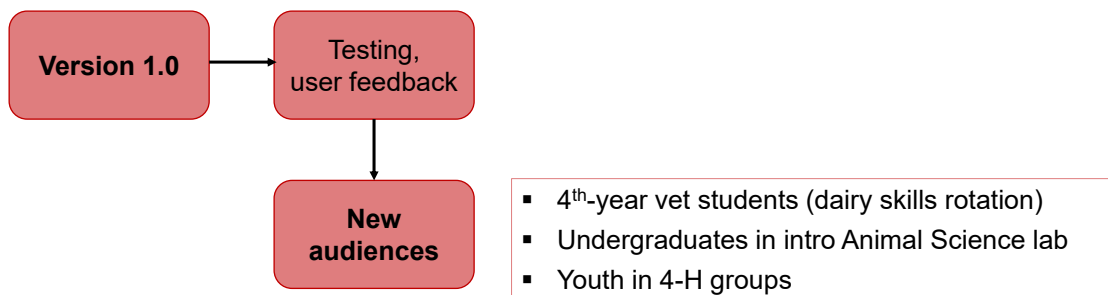 Version 1.0
Testing,
user feedback
New
audiences
▪ 4th-year vet students (dairy skills rotation)
▪ Undergraduates in intro Animal Science lab
▪ Youth in 4-H groups